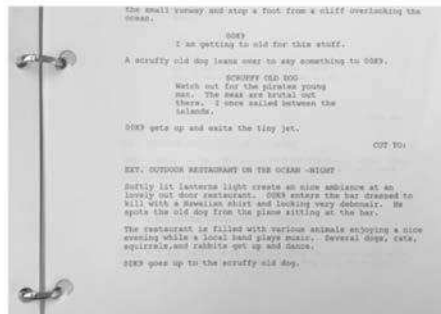 the small runway and stop a foot from a cliff overlooking the
ocean.
OOK9
I am getting to old for this stuff.
A scruffy old dog leans over to say something to OOK9.
SCRUFFY OLD DOG
Watch out for the pirates young
man. The seas are brutal out
there. I once sailed between the
islands.
OOK9 gets up and exits the tiny jet.
CUT TO:
EXT. OUTDOOR RESTAURANT ON THE OCEAN -NIGHT
Softly lit lanterns light create an nice ambiance at an
lovely out door restaurant. OOK9 enters the bar dressed to
kill with a Hawaiian shirt and looking very debonair. He
spots the old dog from the plane sitting at the bar.
The restaurant is filled with various animals enjoying a nice
evening while a local band plays music. Several dogs, cats,
squirrels,and rabbits get up and dance.
OOK9 goes up to the scruffy old dog.